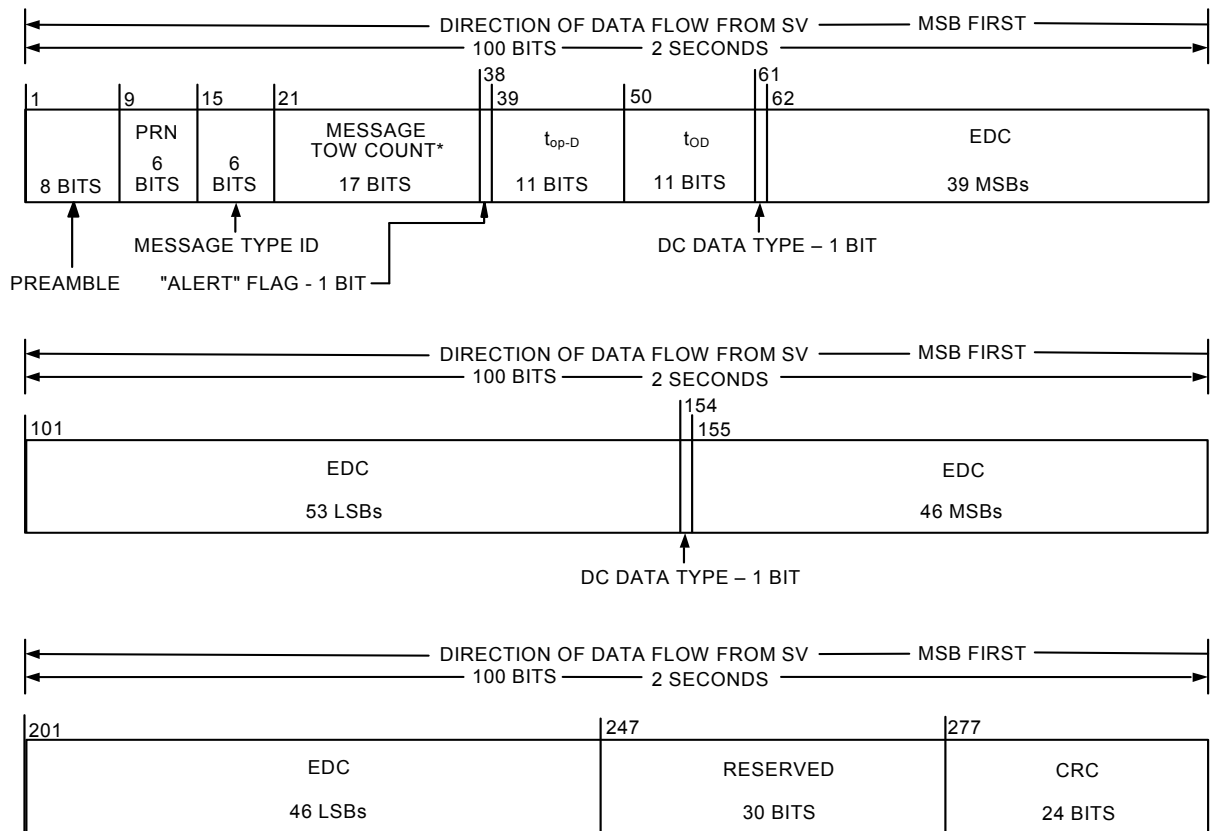 DIRECTION OF DATA FLOW FROM SV MSB FIRST
100 BITS 2 SECONDS
1 9 15 21 38 39 50 61 62
PRN
6
BITS
6
BITS
MESSAGE
TOW COUNT*
17 BITS
t_op-D
11 BITS
t_OD
11 BITS
EDC
39 MSBs
8 BITS
MESSAGE TYPE ID
DC DATA TYPE – 1 BIT
PREAMBLE
"ALERT" FLAG - 1 BIT
DIRECTION OF DATA FLOW FROM SV MSB FIRST
100 BITS 2 SECONDS
101 154 155
EDC
53 LSBs
EDC
46 MSBs
DC DATA TYPE – 1 BIT
DIRECTION OF DATA FLOW FROM SV MSB FIRST
100 BITS 2 SECONDS
201 247 277
EDC
46 LSBs
RESERVED
30 BITS
CRC
24 BITS